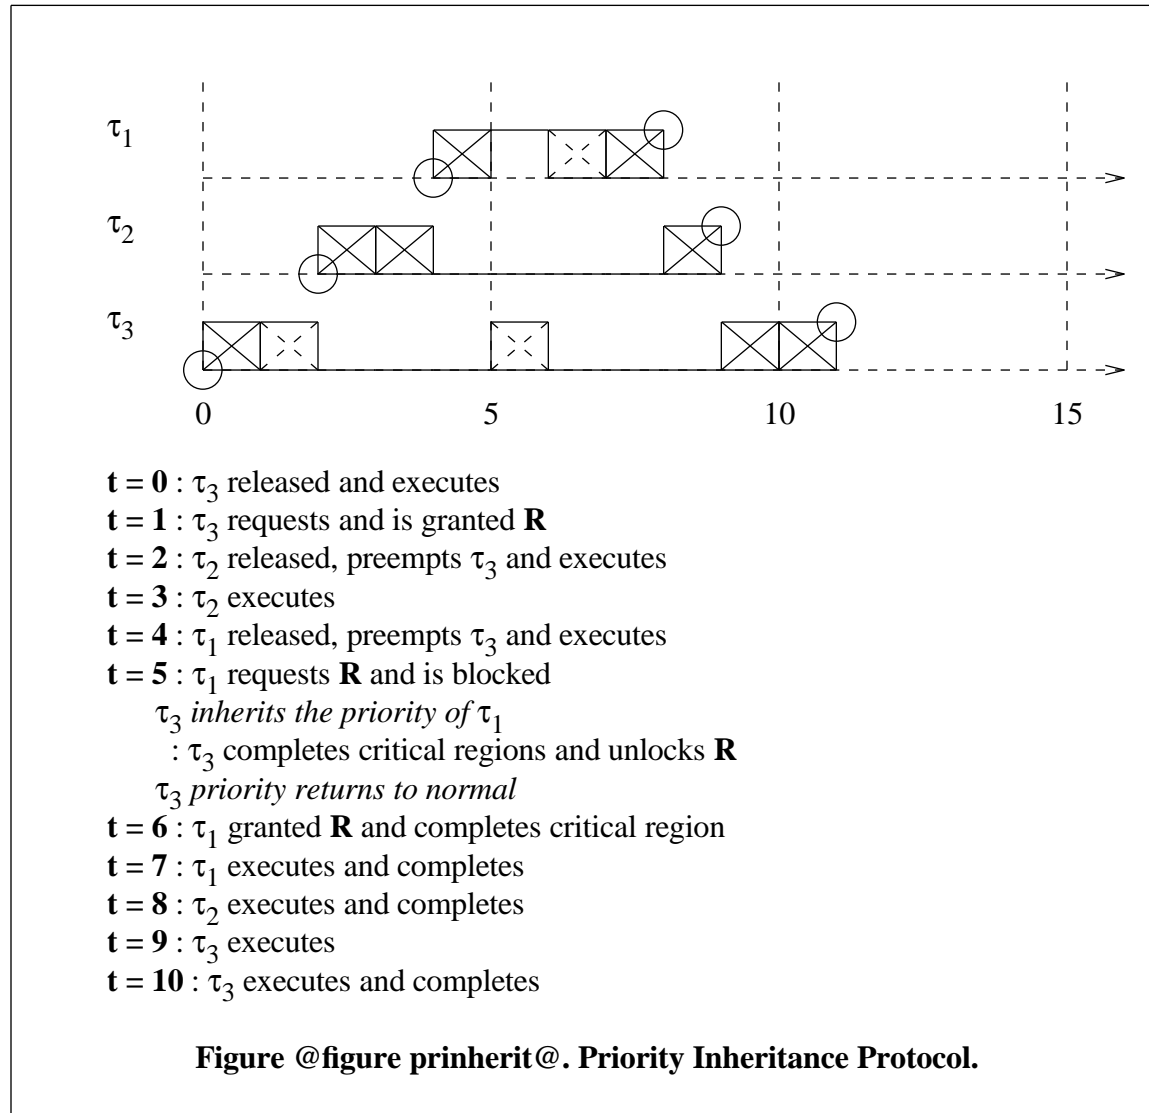 τ1
τ2
τ3
0 5 10 15
t = 0 : τ3 released and executes
t = 1 : τ3 requests and is granted R
t = 2 : τ2 released, preempts τ3 and executes
t = 3 : τ2 executes
t = 4 : τ1 released, preempts τ3 and executes
t = 5 : τ1 requests R and is blocked
τ3 inherits the priority of τ1
: τ3 completes critical regions and unlocks R
τ3 priority returns to normal
t = 6 : τ1 granted R and completes critical region
t = 7 : τ1 executes and completes
t = 8 : τ2 executes and completes
t = 9 : τ3 executes
t = 10 : τ3 executes and completes
Figure @figure prinherit@. Priority Inheritance Protocol.